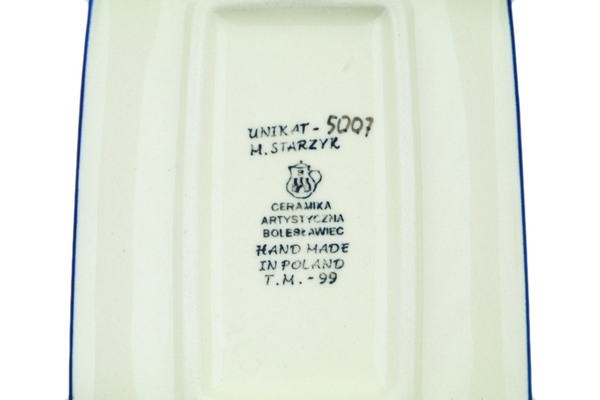 UNIKAT - 5007
M. STARZYK
CERAMIKA
ARTYSTYCZNA
BOLESŁAWIEC
HAND MADE
IN POLAND
T.M. - 99